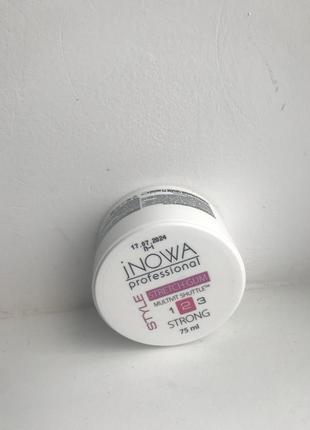 17.07.2024
jNOWA
professional
STYLE
STRETCH-GUM
MULTIVIT SHUTTLE™
1 2 3
STRONG
75 ml